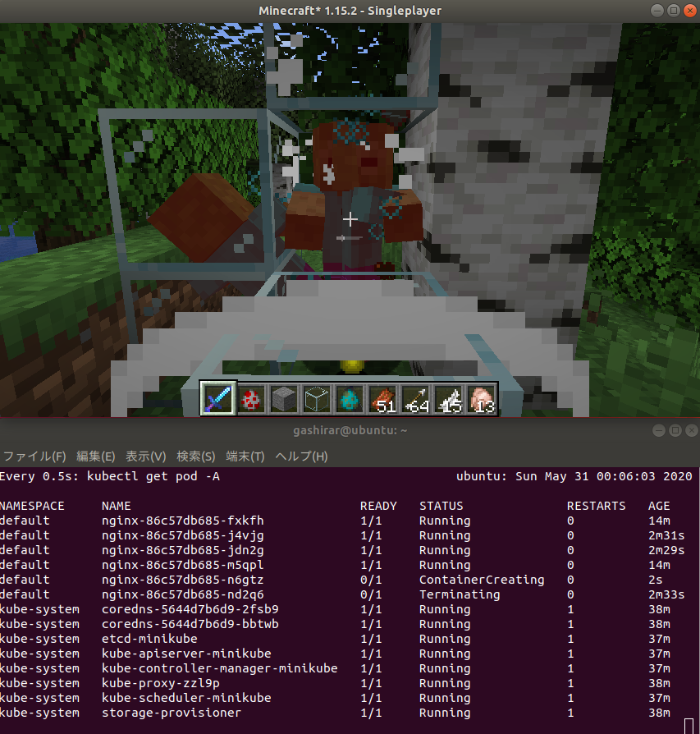 Minecraft* 1.15.2 - Singleplayer
51 64 15 13
gashirar@ubuntu: ~
ファイル(F) 編集(E) 表示(V) 検索(S) 端末(T) ヘルプ(H)
Every 0.5s: kubectl get pod -A ubuntu: Sun May 31 00:06:03 2020
NAMESPACE NAME READY STATUS RESTARTS AGE
default nginx-86c57db685-fxkfh 1/1 Running 0 14m
default nginx-86c57db685-j4vjg 1/1 Running 0 2m31s
default nginx-86c57db685-jdn2g 1/1 Running 0 2m29s
default nginx-86c57db685-m5qpl 1/1 Running 0 14m
default nginx-86c57db685-n6gtz 0/1 ContainerCreating 0 2s
default nginx-86c57db685-nd2q6 0/1 Terminating 0 2m33s
kube-system coredns-5644d7b6d9-2fsb9 1/1 Running 1 38m
kube-system coredns-5644d7b6d9-bbtwb 1/1 Running 1 38m
kube-system etcd-minikube 1/1 Running 1 37m
kube-system kube-apiserver-minikube 1/1 Running 1 37m
kube-system kube-controller-manager-minikube 1/1 Running 1 37m
kube-system kube-proxy-zzl9p 1/1 Running 1 38m
kube-system kube-scheduler-minikube 1/1 Running 1 37m
kube-system storage-provisioner 1/1 Running 1 38m